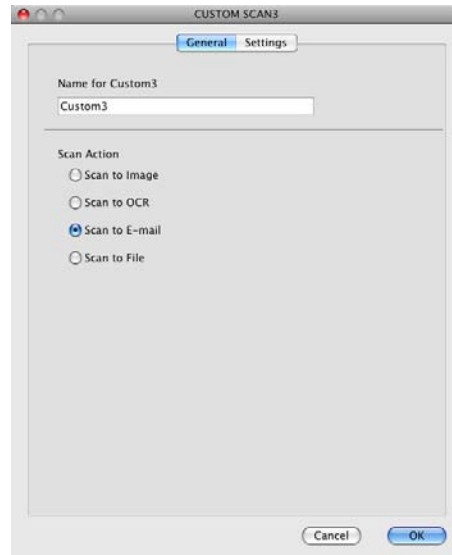 CUSTOM SCAN3
General Settings
Name for Custom3
Custom3
Scan Action
Scan to Image
Scan to OCR
Scan to E-mail
Scan to File
Cancel OK